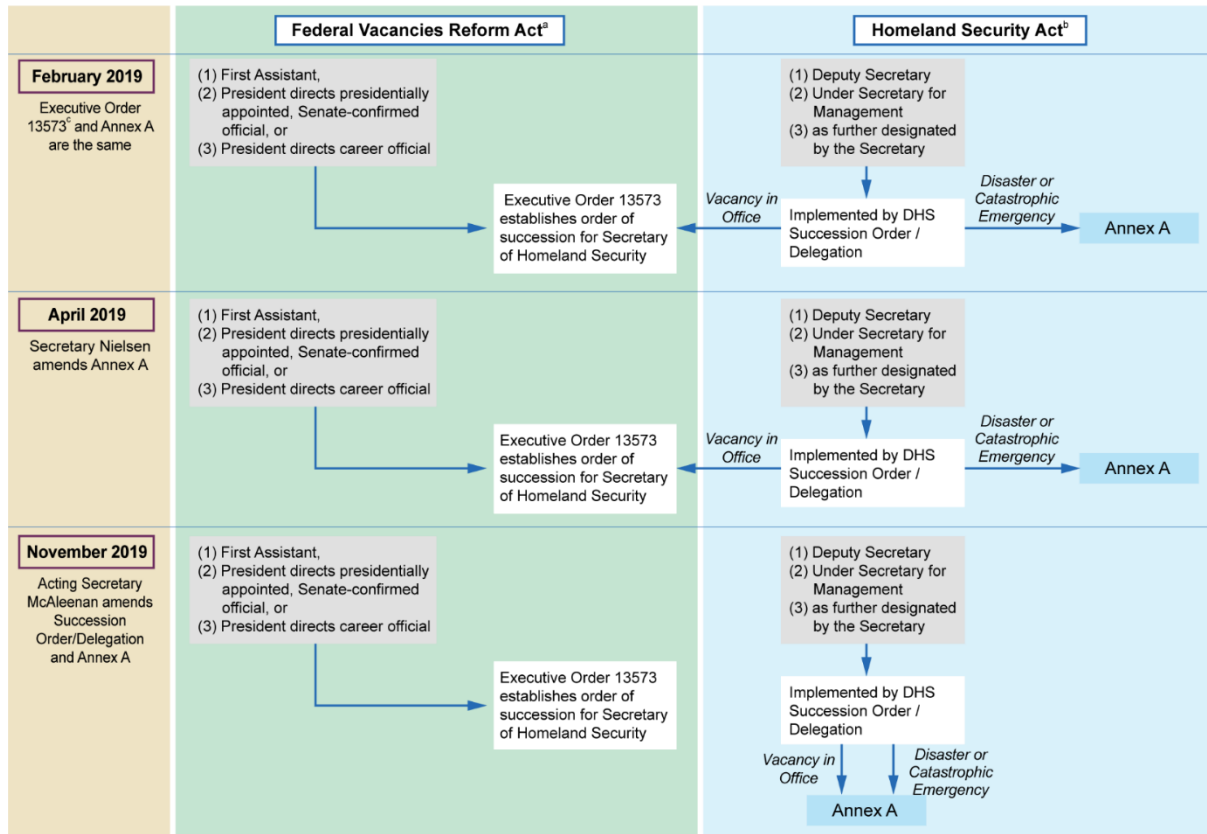 Federal Vacancies Reform Actᵃ
Homeland Security Actᵇ
February 2019
Executive Order
13573ᶜ and Annex A
are the same
(1) First Assistant,
(2) President directs presidentially
appointed, Senate-confirmed
official, or
(3) President directs career official
Executive Order 13573
establishes order of
succession for Secretary
of Homeland Security
(1) Deputy Secretary
(2) Under Secretary for
Management
(3) as further designated
by the Secretary
Vacancy in
Office
Implemented by DHS
Succession Order /
Delegation
Disaster or
Catastrophic
Emergency
Annex A
April 2019
Secretary Nielsen
amends Annex A
(1) First Assistant,
(2) President directs presidentially
appointed, Senate-confirmed
official, or
(3) President directs career official
Executive Order 13573
establishes order of
succession for Secretary
of Homeland Security
(1) Deputy Secretary
(2) Under Secretary for
Management
(3) as further designated
by the Secretary
Vacancy in
Office
Implemented by DHS
Succession Order /
Delegation
Disaster or
Catastrophic
Emergency
Annex A
November 2019
Acting Secretary
McAleenan amends
Succession
Order/Delegation
and Annex A
(1) First Assistant,
(2) President directs presidentially
appointed, Senate-confirmed
official, or
(3) President directs career official
Executive Order 13573
establishes order of
succession for Secretary
of Homeland Security
(1) Deputy Secretary
(2) Under Secretary for
Management
(3) as further designated
by the Secretary
Implemented by DHS
Succession Order /
Delegation
Vacancy in
Office
Disaster or
Catastrophic
Emergency
Annex A